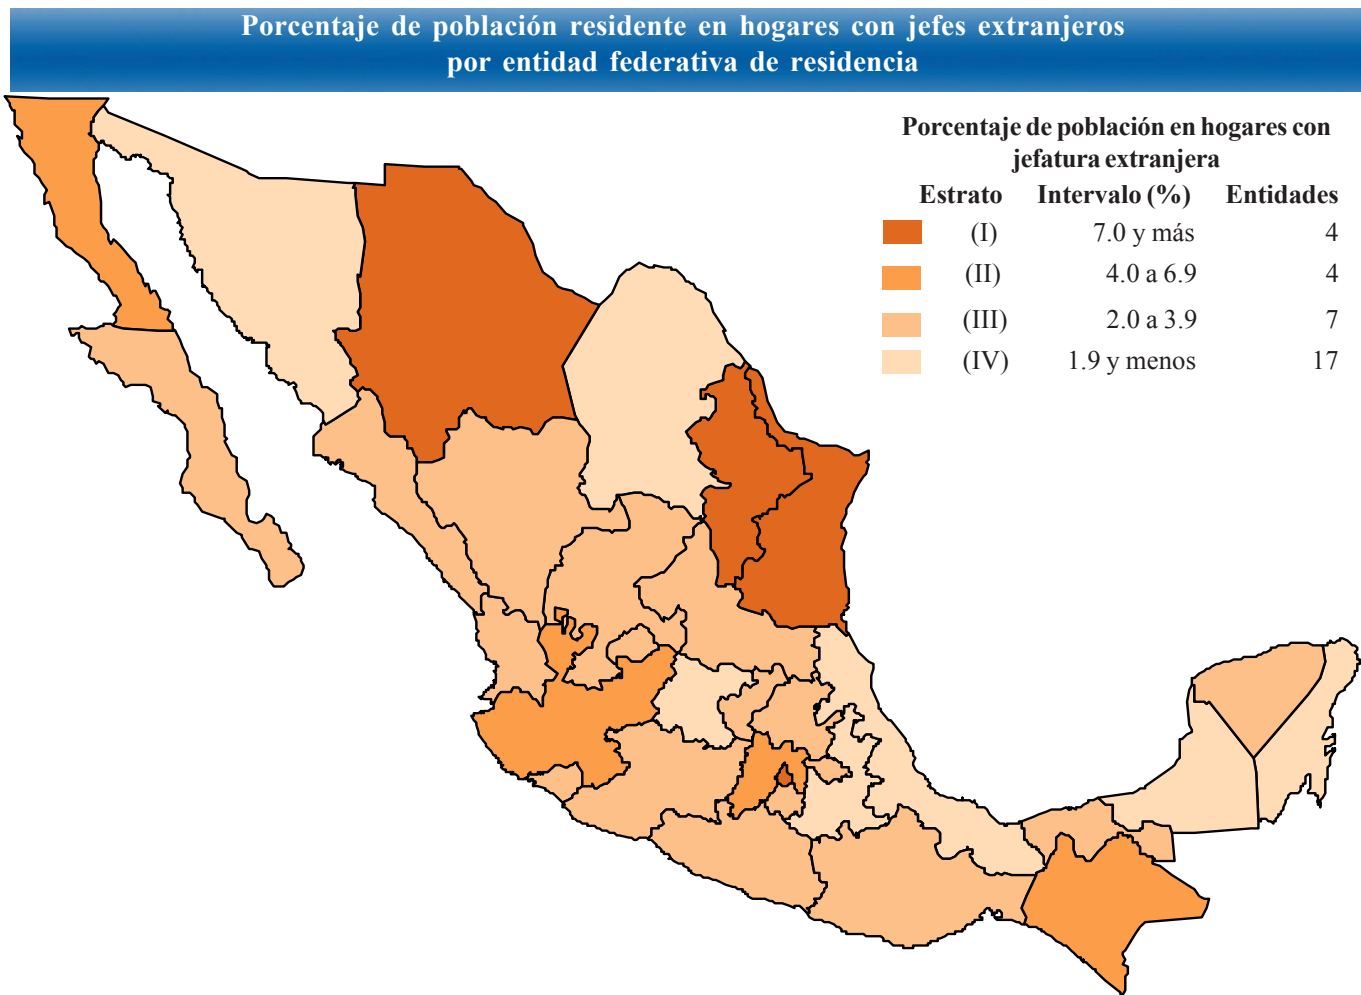 Porcentaje de población residente en hogares con jefes extranjeros
por entidad federativa de residencia
Porcentaje de población en hogares con
jefatura extranjera
Estrato Intervalo (%) Entidades
(I) 7.0 y más 4
(II) 4.0 a 6.9 4
(III) 2.0 a 3.9 7
(IV) 1.9 y menos 17